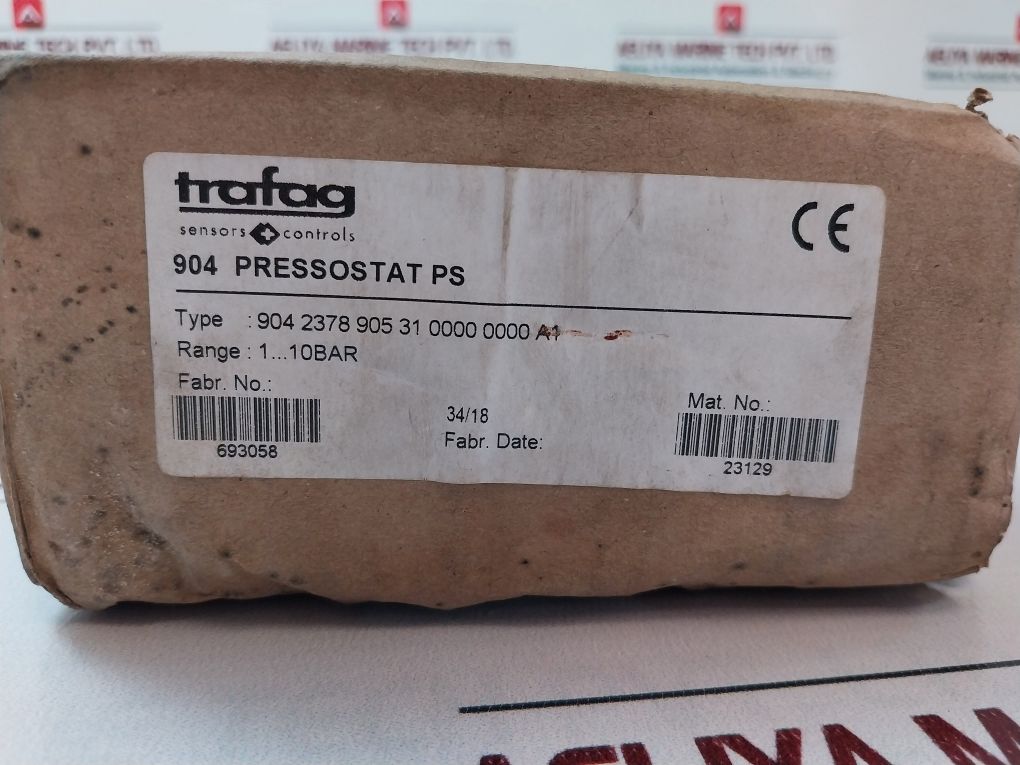 trafag
sensors controls
CE
904 PRESSOSTAT PS
Type : 904 2378 905 31 0000 0000 A1
Range : 1...10BAR
Fabr. No.:
693058
34/18
Fabr. Date:
Mat. No.:
23129